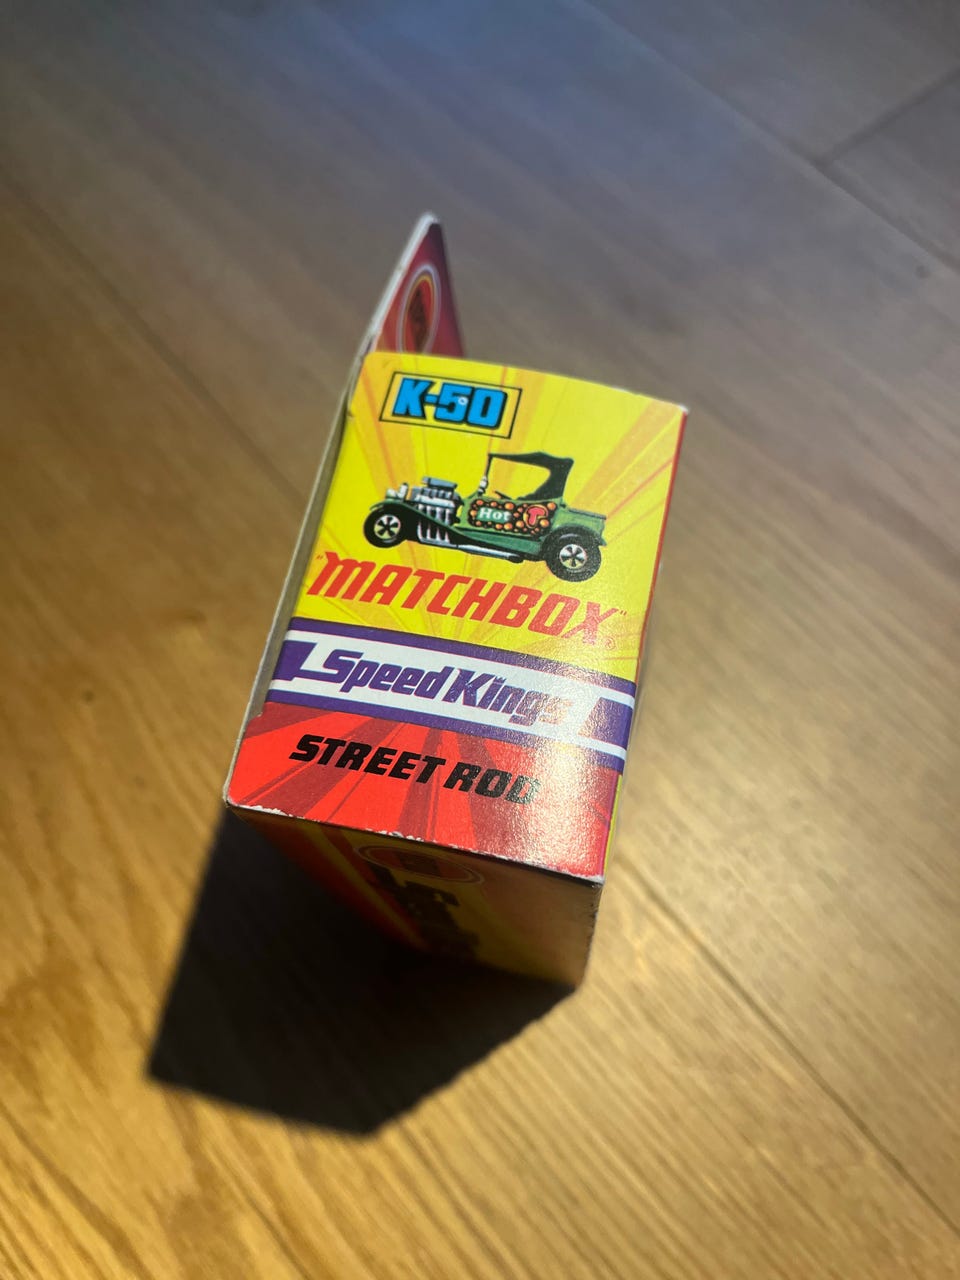 K-50
Hot T
"MATCHBOX"
Speed Kings
STREET ROD